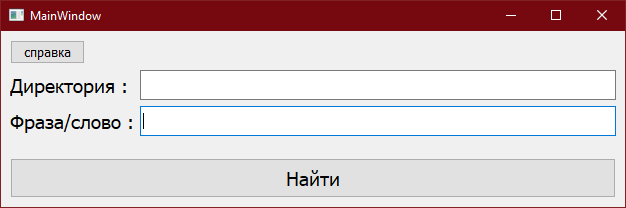 MainWindow
справка
Директория :
Фраза/слово :
Найти